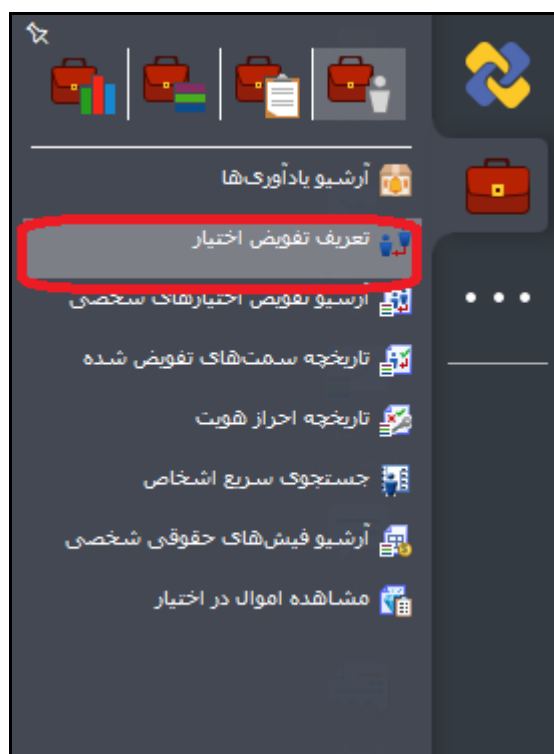 آرشیو یادآوری‌ها
تعریف تفویض اختیار
آرشیو تفویض اختیارهای شخصی
تاریخچه سمت‌های تفویض شده
تاریخچه احراز هویت
جستجوی سریع اشخاص
آرشیو فیش‌های حقوقی شخصی
مشاهده اموال در اختیار